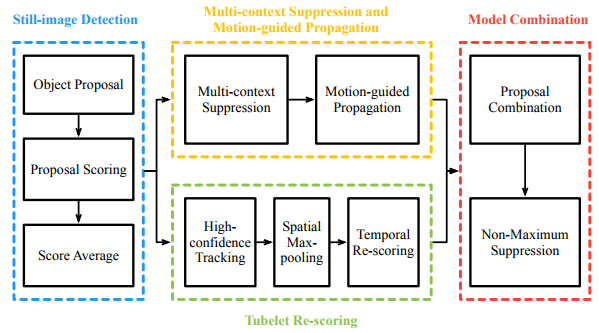 Still-image Detection
Multi-context Suppression and
Motion-guided Propagation
Model Combination
Object Proposal
Proposal Scoring
Score Average
Multi-context
Suppression
Motion-guided
Propagation
High-
confidence
Tracking
Spatial
Max-
pooling
Temporal
Re-scoring
Proposal
Combination
Non-Maximum
Suppression
Tubelet Re-scoring